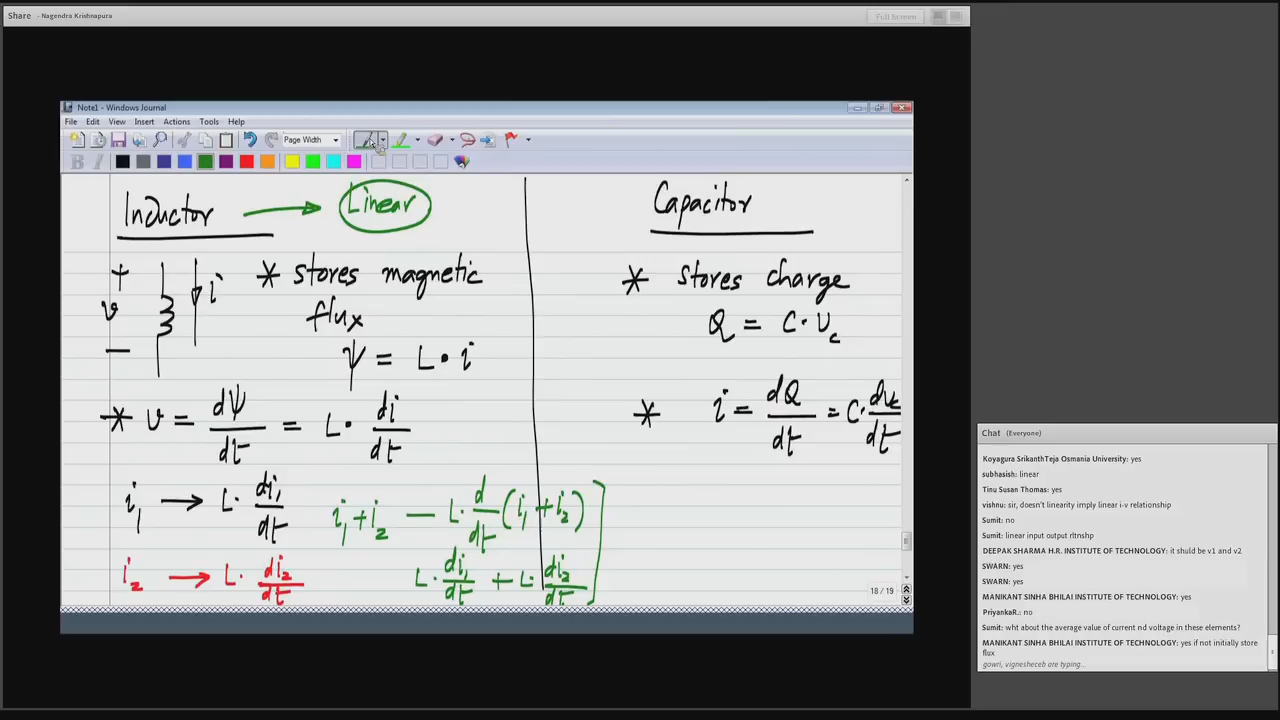 Share - Nagendra Krishnapura
Full Screen
Note1 - Windows Journal
File Edit View Insert Actions Tools Help
Page Width
Inductor → Linear
+ v − i
* stores magnetic
flux
ψ = L · i
* v = dψ/dt = L · di/dt
i₁ → L · di₁/dt
i₂ → L · di₂/dt
i₁ + i₂ — L · d/dt (i₁ + i₂)
L · di₁/dt + L · di₂/dt
Capacitor
* stores charge
Q = C · v_c
* i = dQ/dt = C · dv_c/dt
18 / 19
Chat (Everyone)
Koyagura SrikanthTeja Osmania University: yes
subhasish: linear
Tinu Susan Thomas: yes
vishnu: sir, doesn't linearity imply linear i-v relationship
Sumit: no
Sumit: linear input output rltnshp
DEEPAK SHARMA H.R. INSTITUTE OF TECHNOLOGY: it shuld be v1 and v2
SWARN: yes
SWARN: yes
MANIKANT SINHA BHILAI INSTITUTE OF TECHNOLOGY: yes
PriyankaR.: no
Sumit: wht about the average value of current nd voltage in these elements?
MANIKANT SINHA BHILAI INSTITUTE OF TECHNOLOGY: yes if not initially store
flux
gowri, vignesheceb are typing...